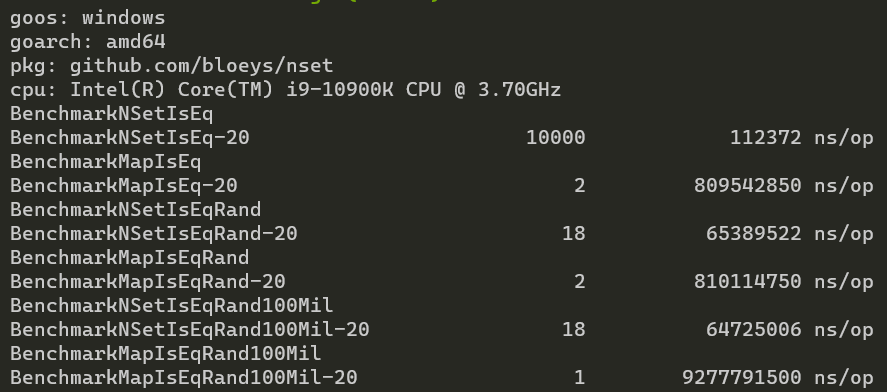 goos: windows
goarch: amd64
pkg: github.com/bloeys/nset
cpu: Intel(R) Core(TM) i9-10900K CPU @ 3.70GHz
BenchmarkNSetIsEq
BenchmarkNSetIsEq-20 10000 112372 ns/op
BenchmarkMapIsEq
BenchmarkMapIsEq-20 2 809542850 ns/op
BenchmarkNSetIsEqRand
BenchmarkNSetIsEqRand-20 18 65389522 ns/op
BenchmarkMapIsEqRand
BenchmarkMapIsEqRand-20 2 810114750 ns/op
BenchmarkNSetIsEqRand100Mil
BenchmarkNSetIsEqRand100Mil-20 18 64725006 ns/op
BenchmarkMapIsEqRand100Mil
BenchmarkMapIsEqRand100Mil-20 1 9277791500 ns/op